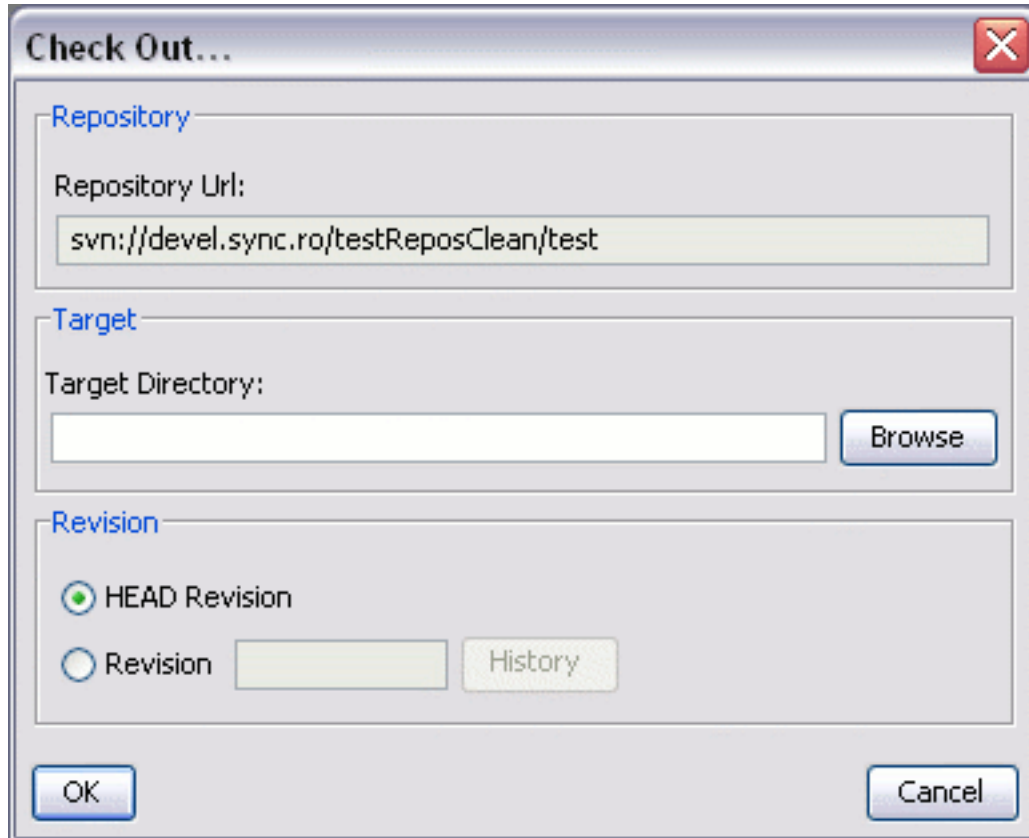 Check Out...
Repository
Repository Url:
svn://devel.sync.ro/testReposClean/test
Target
Target Directory:
Browse
Revision
HEAD Revision
Revision History
OK Cancel